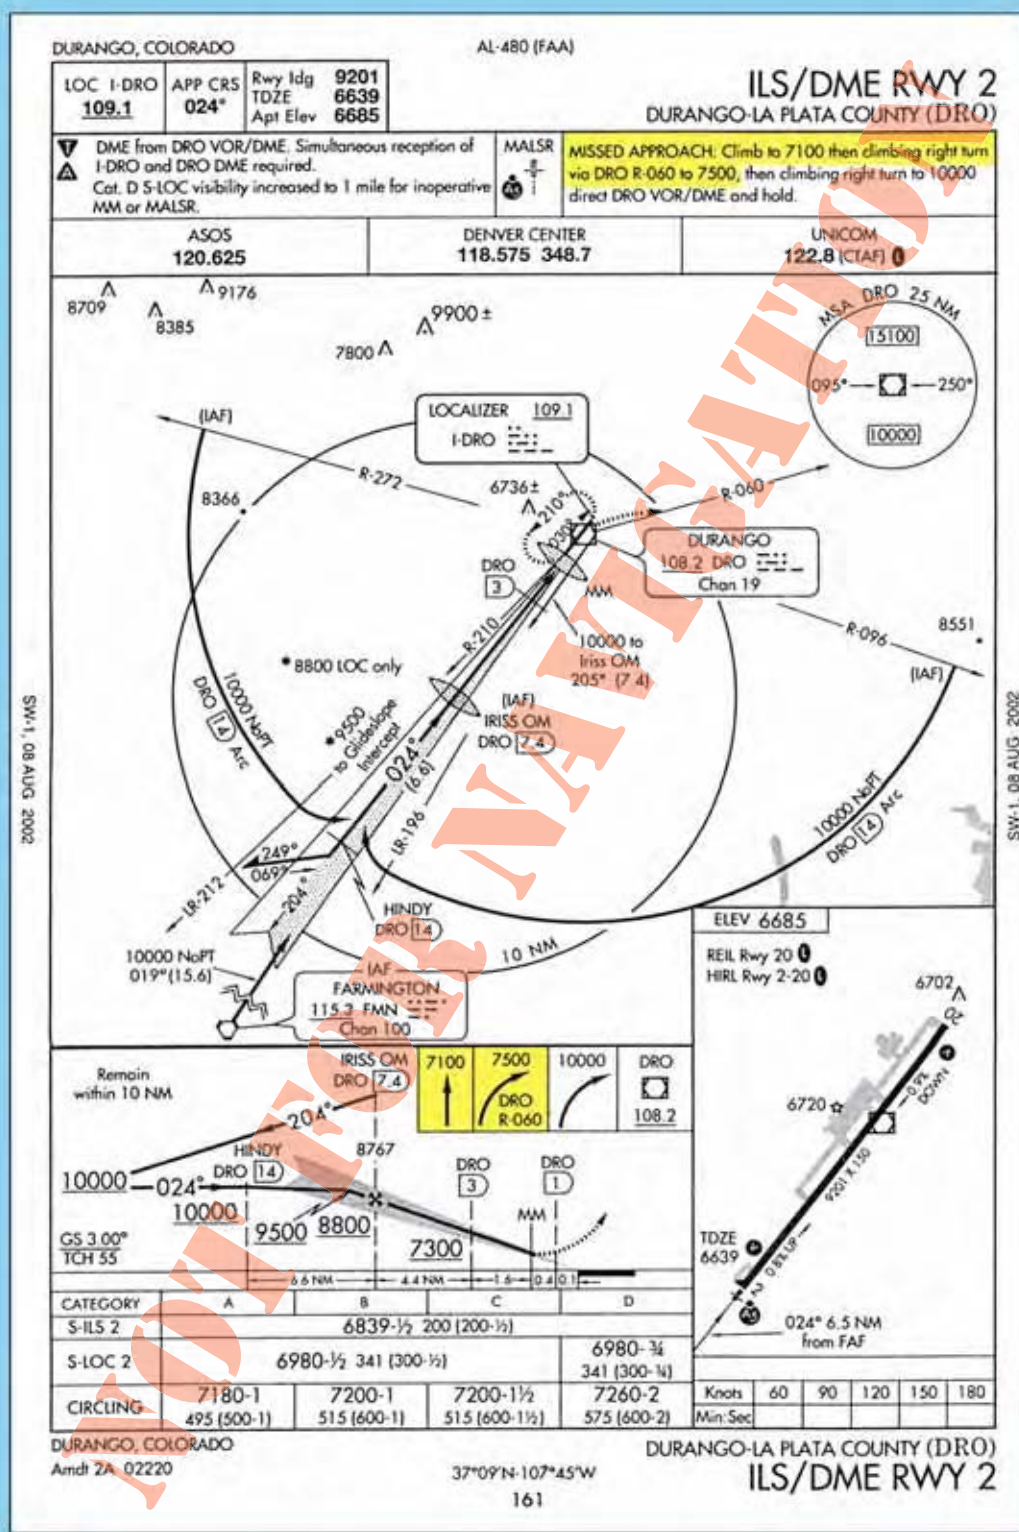 DURANGO, COLORADO
AL-480 (FAA)
LOC I-DRO
109.1
APP CRS
024°
Rwy ldg 9201
TDZE 6639
Apt Elev 6685
ILS/DME RWY 2
DURANGO-LA PLATA COUNTY (DRO)
T
A
DME from DRO VOR/DME. Simultaneous reception of
I-DRO and DRO DME required.
Cat. D S-LOC visibility increased to 1 mile for inoperative
MM or MALSR.
MALSR
A5
MISSED APPROACH: Climb to 7100 then climbing right turn
via DRO R-060 to 7500, then climbing right turn to 10000
direct DRO VOR/DME and hold.
ASOS
120.625
DENVER CENTER
118.575 348.7
UNICOM
122.8 (CTAF) L
8709
8385
9176
7800
9900 ±
MSA DRO 25 NM
15100
095°
250°
10000
(IAF)
LOCALIZER 109.1
I-DRO
R-272
8366
6736±
210°
030°
R-060
DURANGO
108.2 DRO
Chan 19
DRO
3
MM
R-210
10000 to
Iriss OM
205° (7.4)
R-096
8551
(IAF)
8800 LOC only
(IAF)
IRISS OM
DRO 7.4
10000 NoPT
DRO 14 Arc
9500
to Glideslope
Intercept
024°
(6.6)
LR-196
10000 NoPT
DRO 14 Arc
249°
069°
204°
LR-212
HINDY
DRO 14
10 NM
10000 NoPT
019° (15.6)
IAF
FARMINGTON
115.3 FMN
Chan 100
SW-1, 08 AUG 2002
SW-1, 08 AUG 2002
ELEV 6685
REIL Rwy 20 L
HIRL Rwy 2-20 L
6702
20
0.9%
DOWN
6720
9201 X 150
TDZE
6639
0.8% UP
2
A5
024° 6.5 NM
from FAF
Knots 60 90 120 150 180
Min:Sec
Remain
within 10 NM
IRISS OM
DRO 7.4
7100
7500
DRO
R-060
10000
DRO
108.2
204°
8767
HINDY
DRO 14
DRO
3
DRO
1
10000
024°
10000
9500
8800
7300
MM
GS 3.00°
TCH 55
6.6 NM
4.4 NM
1.6
0.4
0.1
CATEGORY A B C D
S-ILS 2 6839-½ 200 (200-½)
S-LOC 2 6980-½ 341 (300-½)
6980-¾
341 (300-¾)
CIRCLING
7180-1
495 (500-1)
7200-1
515 (600-1)
7200-1½
515 (600-1½)
7260-2
575 (600-2)
DURANGO, COLORADO
Amdt 2A 02220
37°09'N-107°45'W
161
DURANGO-LA PLATA COUNTY (DRO)
ILS/DME RWY 2
NOT FOR NAVIGATION